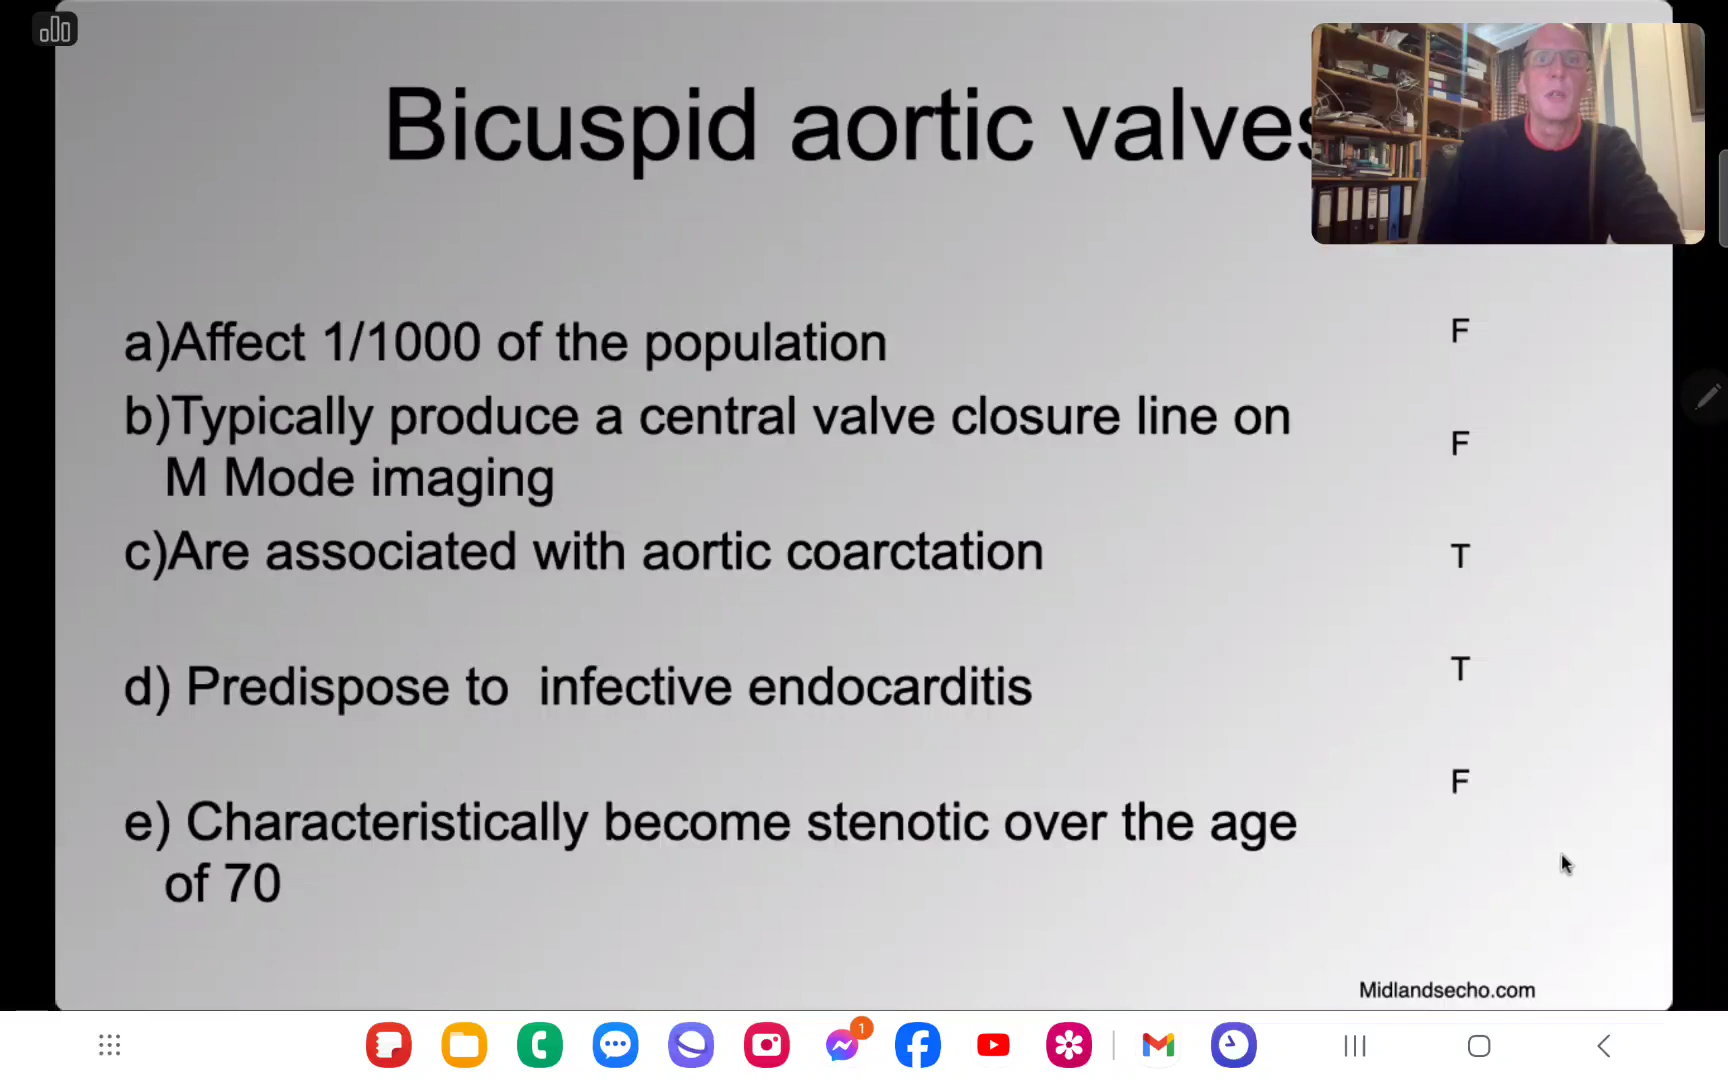 Bicuspid aortic valves
a)Affect 1/1000 of the population
F
b)Typically produce a central valve closure line on
M Mode imaging
F
c)Are associated with aortic coarctation
T
d) Predispose to infective endocarditis
T
e) Characteristically become stenotic over the age
of 70
F
Midlandsecho.com
1